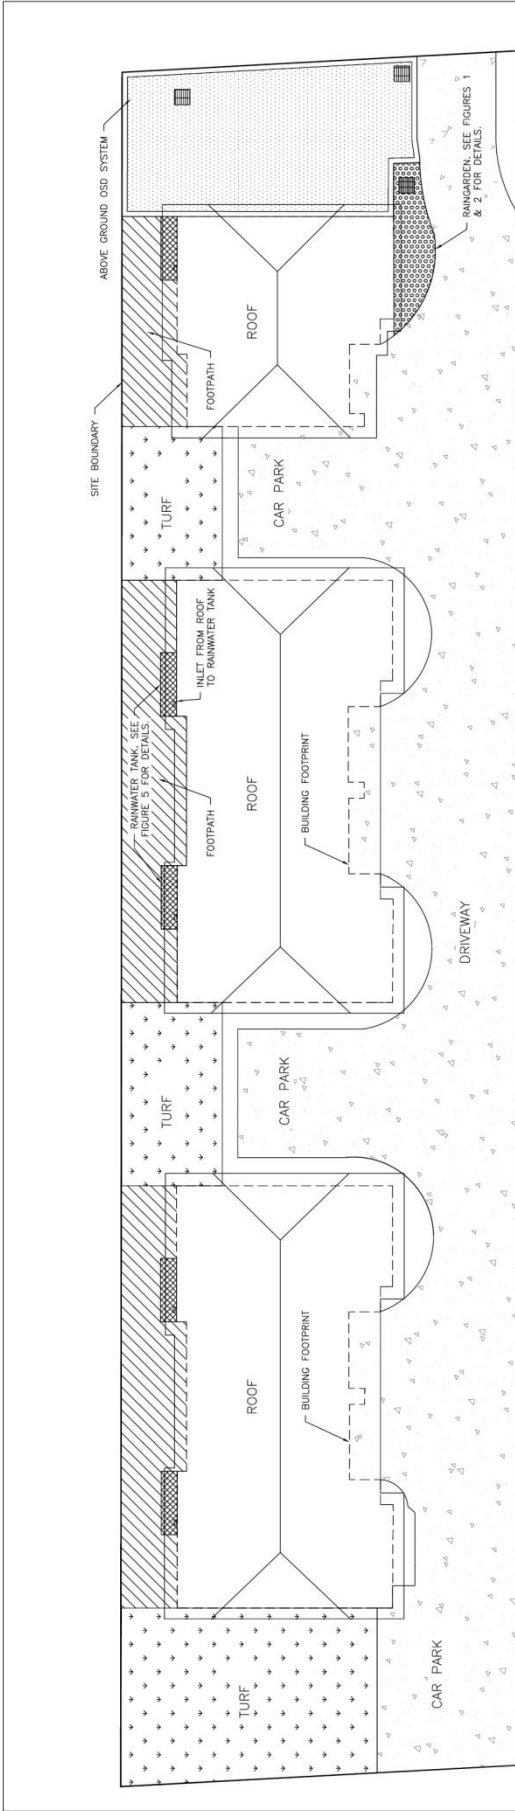 ABOVE GROUND OSD SYSTEM
SITE BOUNDARY
RAINGARDEN. SEE FIGURES 1
& 2 FOR DETAILS.
FOOTPATH
ROOF
TURF
CAR PARK
RAINWATER TANK. SEE
FIGURE 5 FOR DETAILS.
INLET FROM ROOF
TO RAINWATER TANK
FOOTPATH
ROOF
BUILDING FOOTPRINT
DRIVEWAY
TURF
CAR PARK
ROOF
BUILDING FOOTPRINT
TURF
CAR PARK